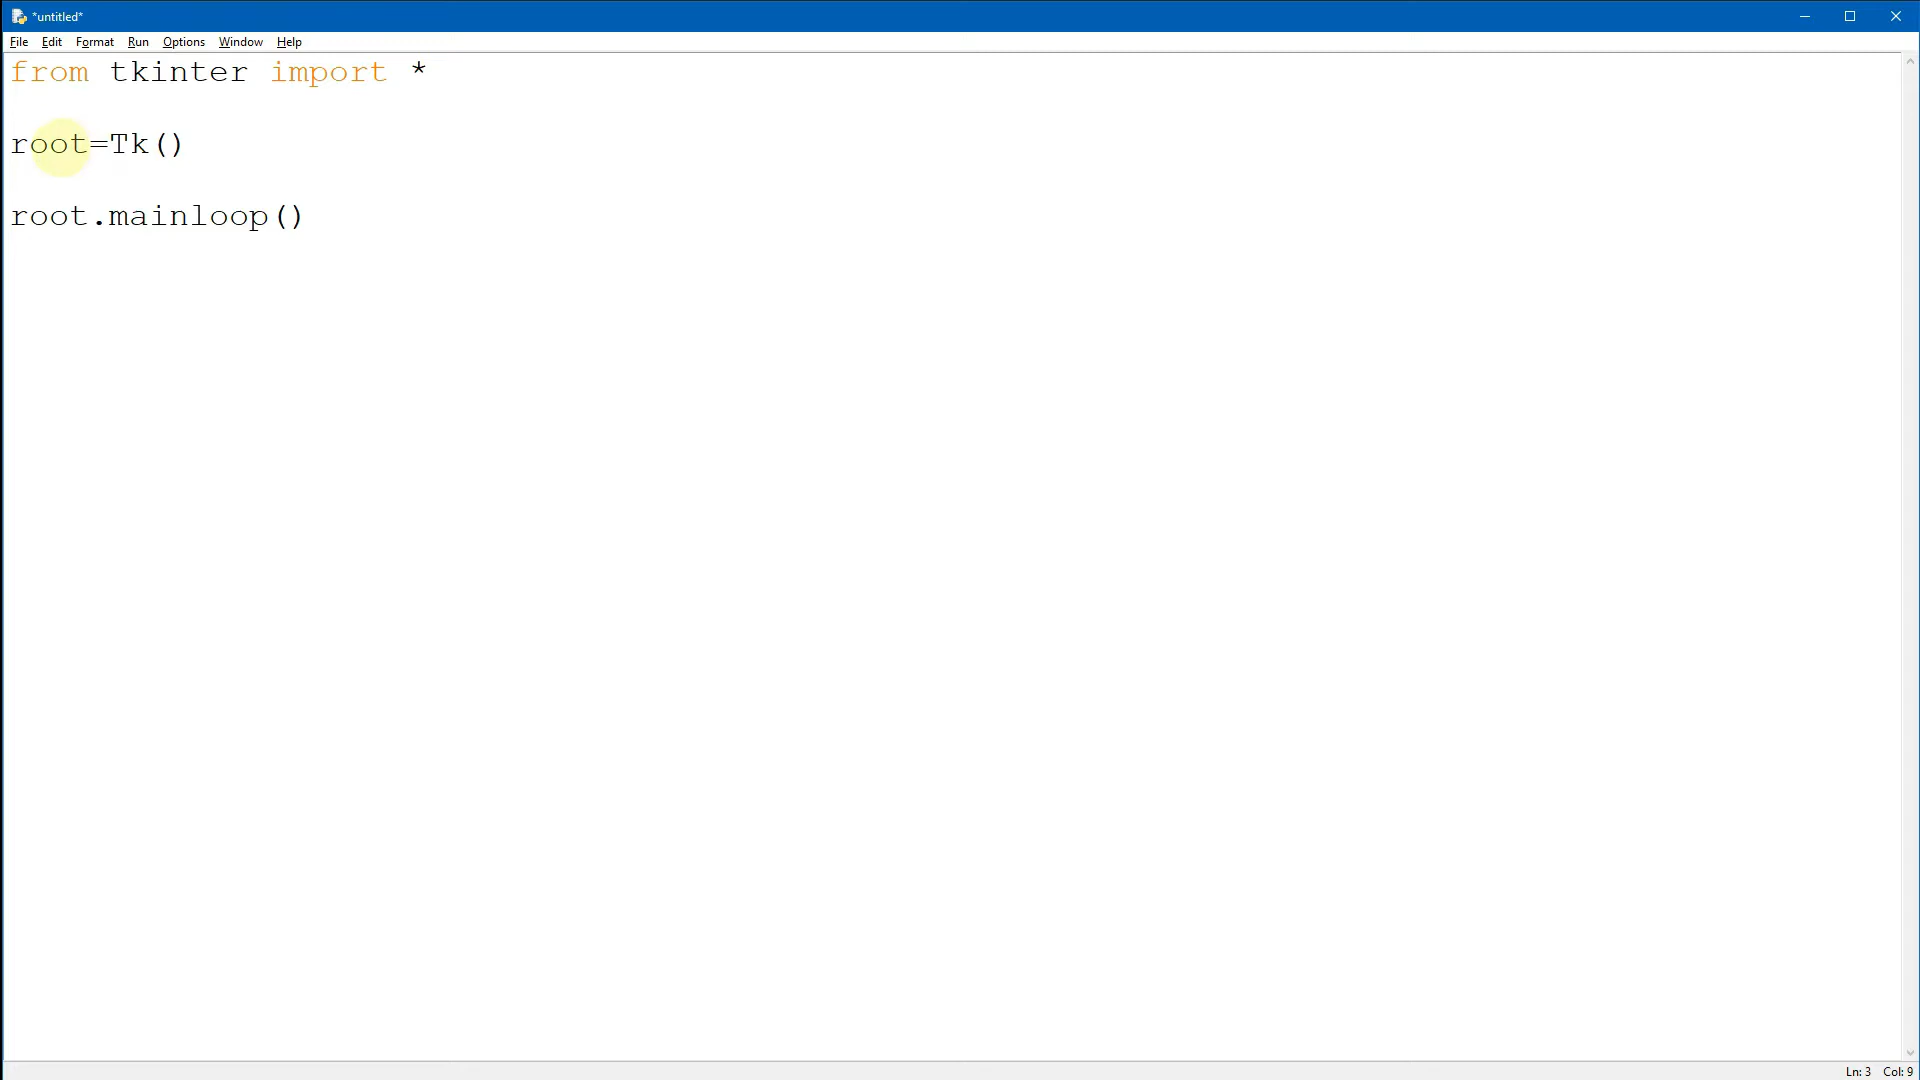 *untitled*
File Edit Format Run Options Window Help
from tkinter import *
root=Tk()
root.mainloop()
Ln: 3 Col: 9